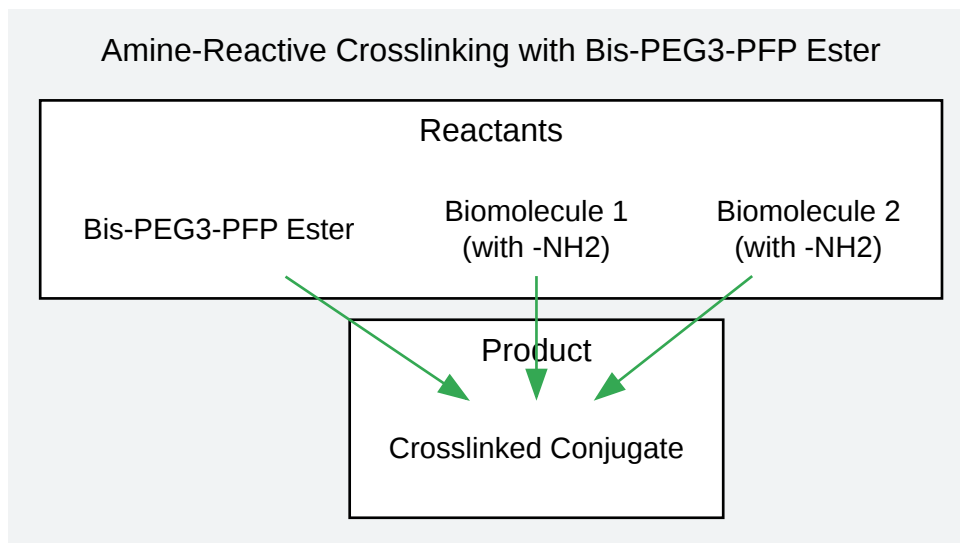 Amine-Reactive Crosslinking with Bis-PEG3-PFP Ester
Reactants
Bis-PEG3-PFP Ester
Biomolecule 1
(with -NH2)
Biomolecule 2
(with -NH2)
Product
Crosslinked Conjugate